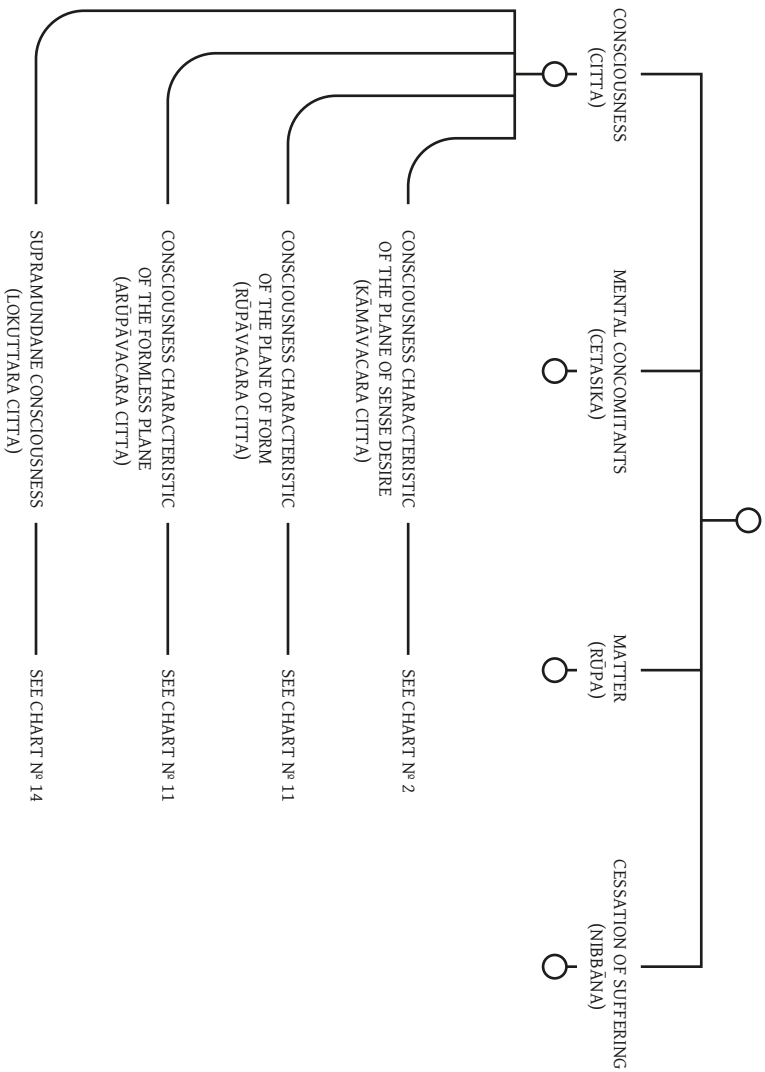 CONSCIOUSNESS
(CITTA)
MENTAL CONCOMITANTS
(CETASIKA)
MATTER
(RŪPA)
CESSATION OF SUFFERING
(NIBBĀNA)
CONSCIOUSNESS CHARACTERISTIC
OF THE PLANE OF SENSE DESIRE
(KĀMĀVACARA CITTA)
SEE CHART Nº 2
CONSCIOUSNESS CHARACTERISTIC
OF THE PLANE OF FORM
(RŪPĀVACARA CITTA)
SEE CHART Nº 11
CONSCIOUSNESS CHARACTERISTIC
OF THE FORMLESS PLANE
(ARŪPĀVACARA CITTA)
SEE CHART Nº 11
SUPRAMUNDANE CONSCIOUSNESS
(LOKUTTARA CITTA)
SEE CHART Nº 14